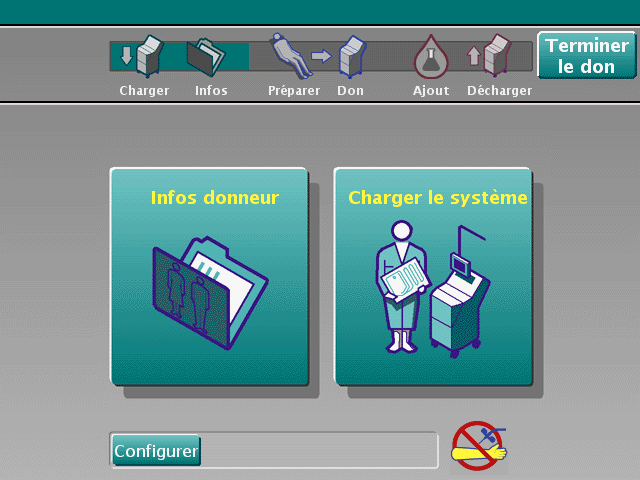 Terminer
le don
Charger Infos Préparer Don Ajout Décharger
Infos donneur Charger le système
Configurer